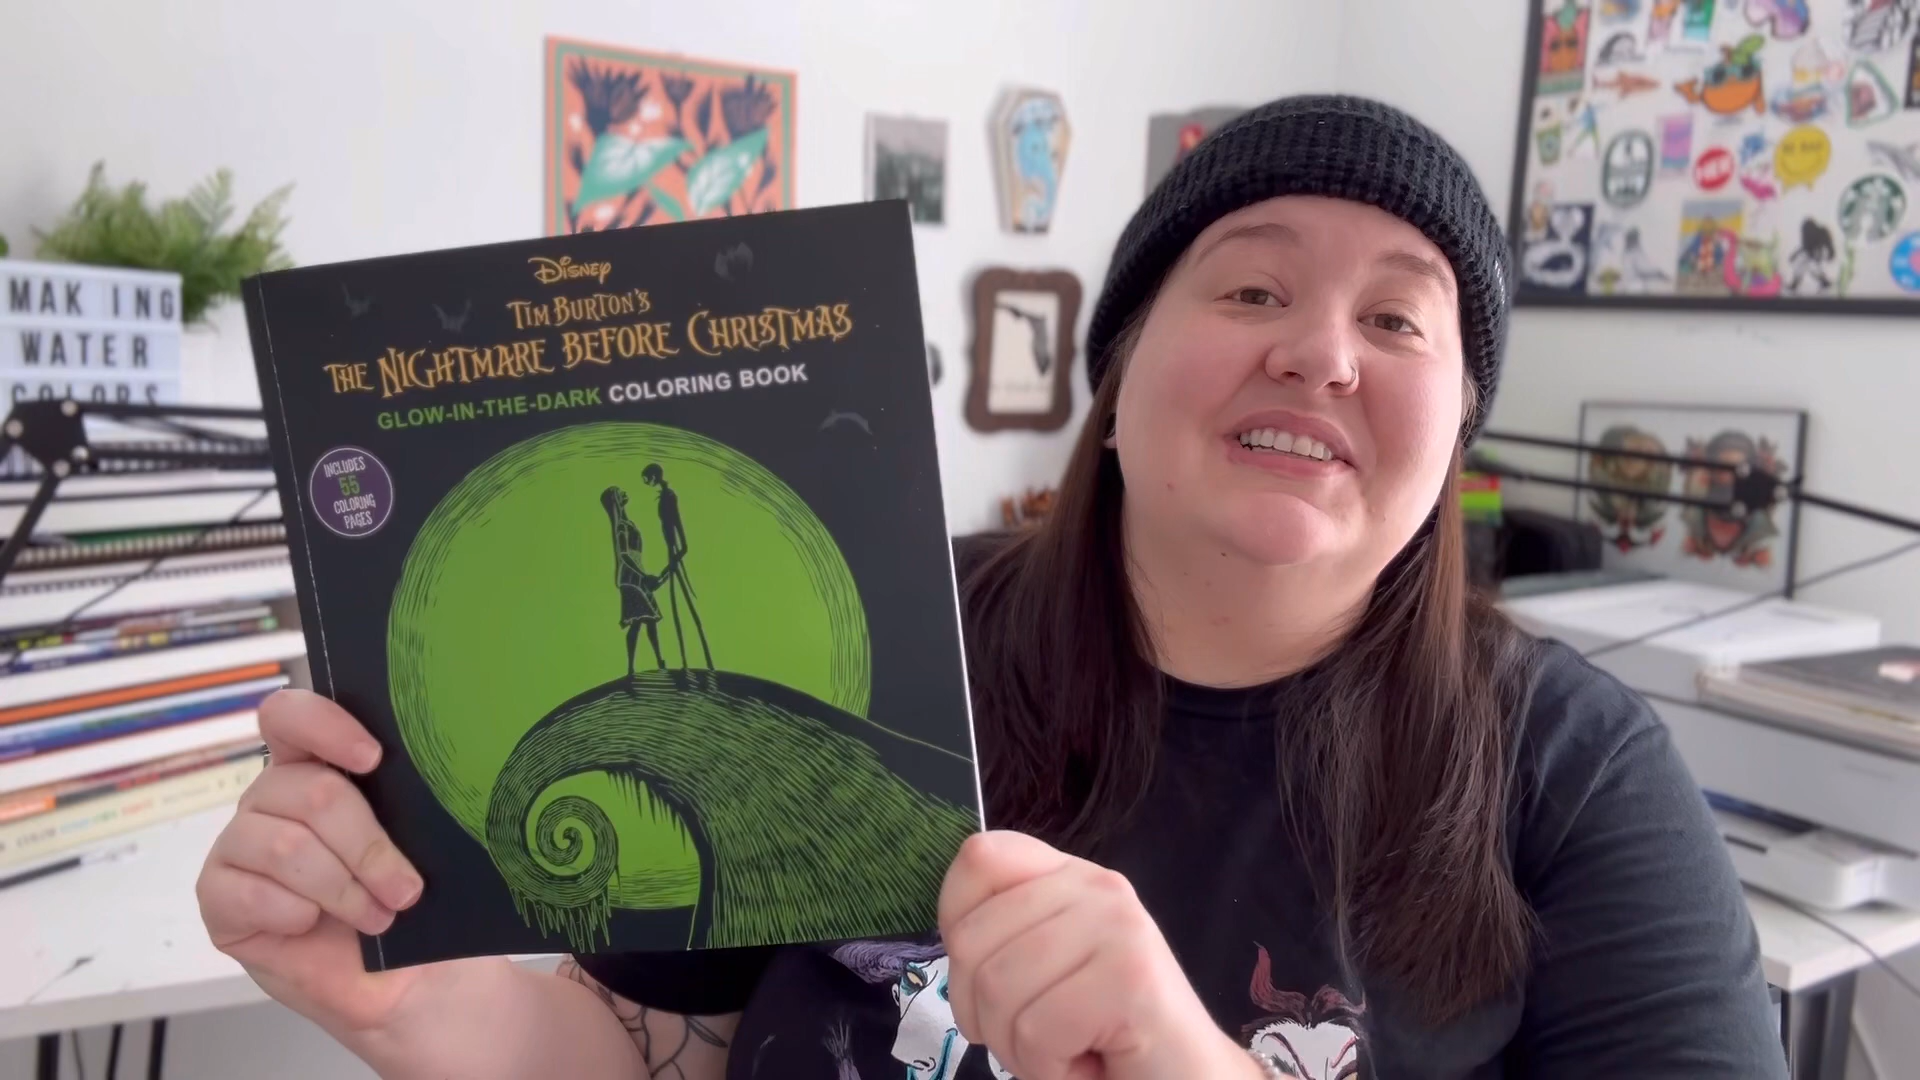 DISNEY
TIM BURTON'S
THE NIGHTMARE BEFORE CHRISTMAS
GLOW-IN-THE-DARK COLORING BOOK
INCLUDES
55
COLORING
PAGES
MAK ING
WATER
COLORS